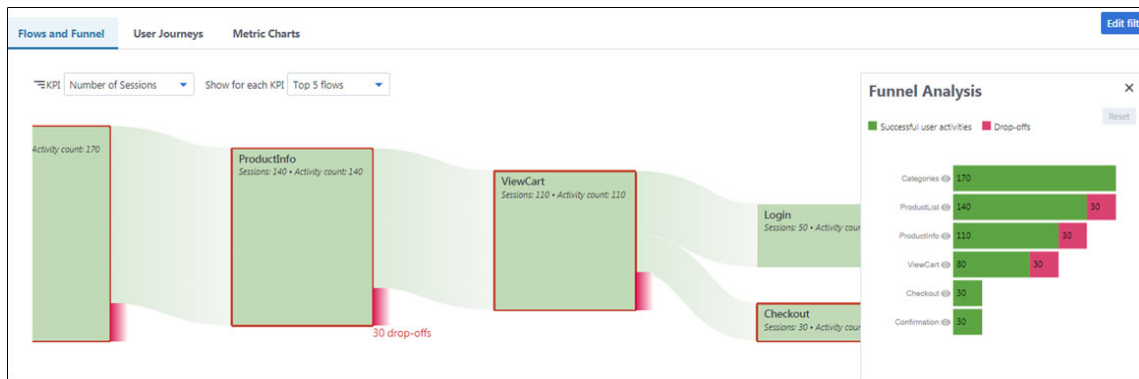 Flows and Funnel User Journeys Metric Charts Edit filt
KPI Number of Sessions Show for each KPI Top 5 flows
Activity count: 170
ProductInfo
Sessions: 140 • Activity count: 140
30 drop-offs
ViewCart
Sessions: 110 • Activity count: 110
Login
Sessions: 50 • Activity cour
Checkout
Sessions: 30 • Activity cour
Funnel Analysis
Reset
Successful user activities Drop-offs
Categories 170
ProductList 140 30
ProductInfo 110 30
ViewCart 80 30
Checkout 30
Confirmation 30